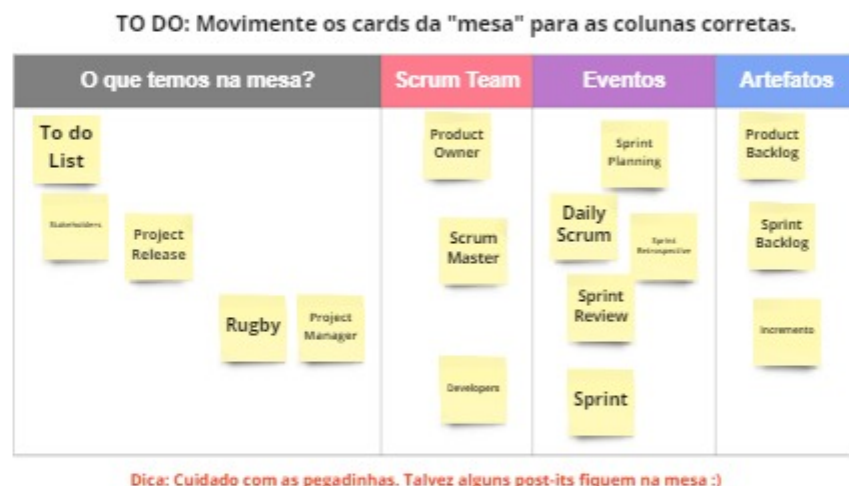 TO DO: Movimente os cards da "mesa" para as colunas corretas.
O que temos na mesa?
Scrum Team
Eventos
Artefatos
To do
List
Stakeholders
Project
Release
Rugby
Project
Manager
Product
Owner
Scrum
Master
Developers
Sprint
Planning
Daily
Scrum
Sprint
Retrospective
Sprint
Review
Sprint
Product
Backlog
Sprint
Backlog
Incremento
Dica: Cuidado com as pegadinhas. Talvez alguns post-its fiquem na mesa :)